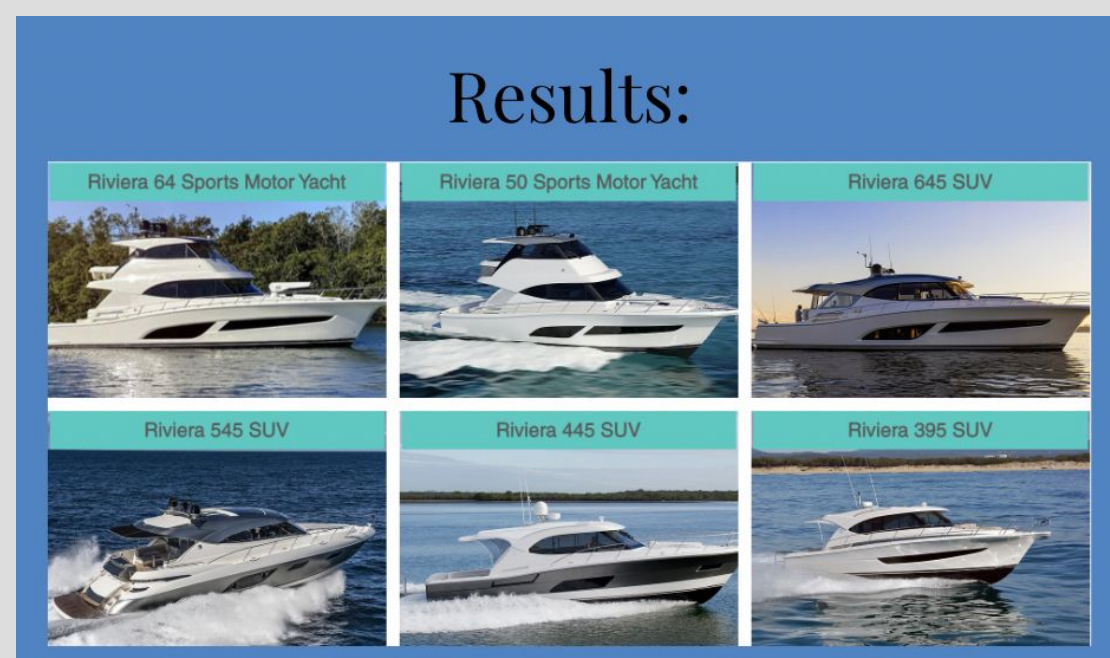 Results:
Riviera 64 Sports Motor Yacht
Riviera 50 Sports Motor Yacht
Riviera 645 SUV
Riviera 545 SUV
Riviera 445 SUV
Riviera 395 SUV